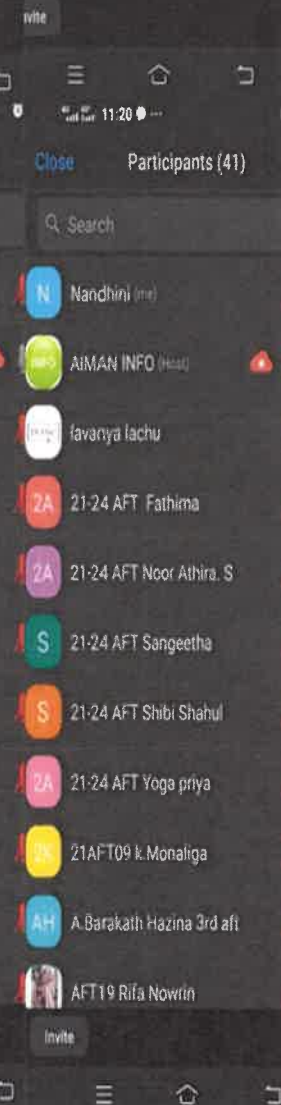 Invite
11:20
Close Participants (41)
Search
N Nandhini (me)
AIMAN INFO (Host)
lavanya lachu
2A 21-24 AFT Fathima
2A 21-24 AFT Noor Athira. S
S 21-24 AFT Sangeetha
S 21-24 AFT Shibi Shahul
2A 21-24 AFT Yoga priya
2K 21AFT09 k.Monaliga
AH A.Barakath Hazina 3rd aft
AFT19 Rifa Nowrin
Invite